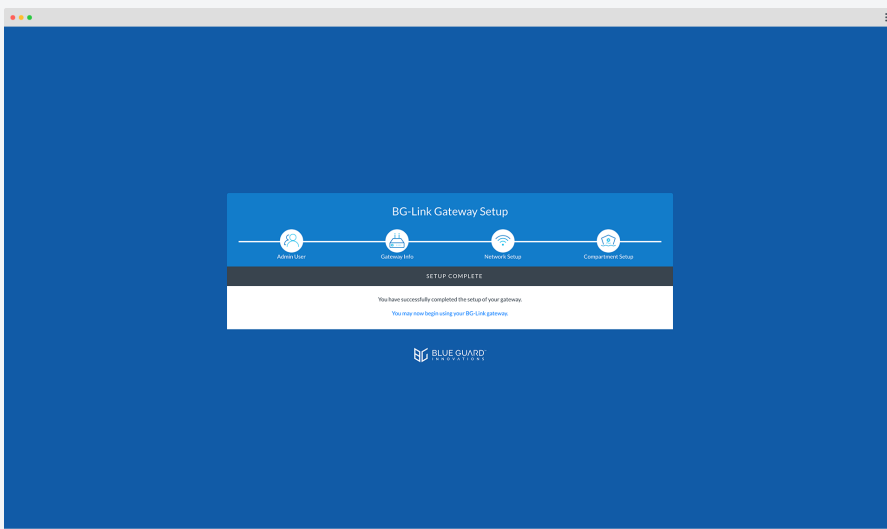 BG-Link Gateway Setup
Admin User
Gateway Info
Network Setup
Compartment Setup
SETUP COMPLETE
You have successfully completed the setup of your gateway.
You may now begin using your BG-Link gateway.
BLUE GUARD
INNOVATIONS